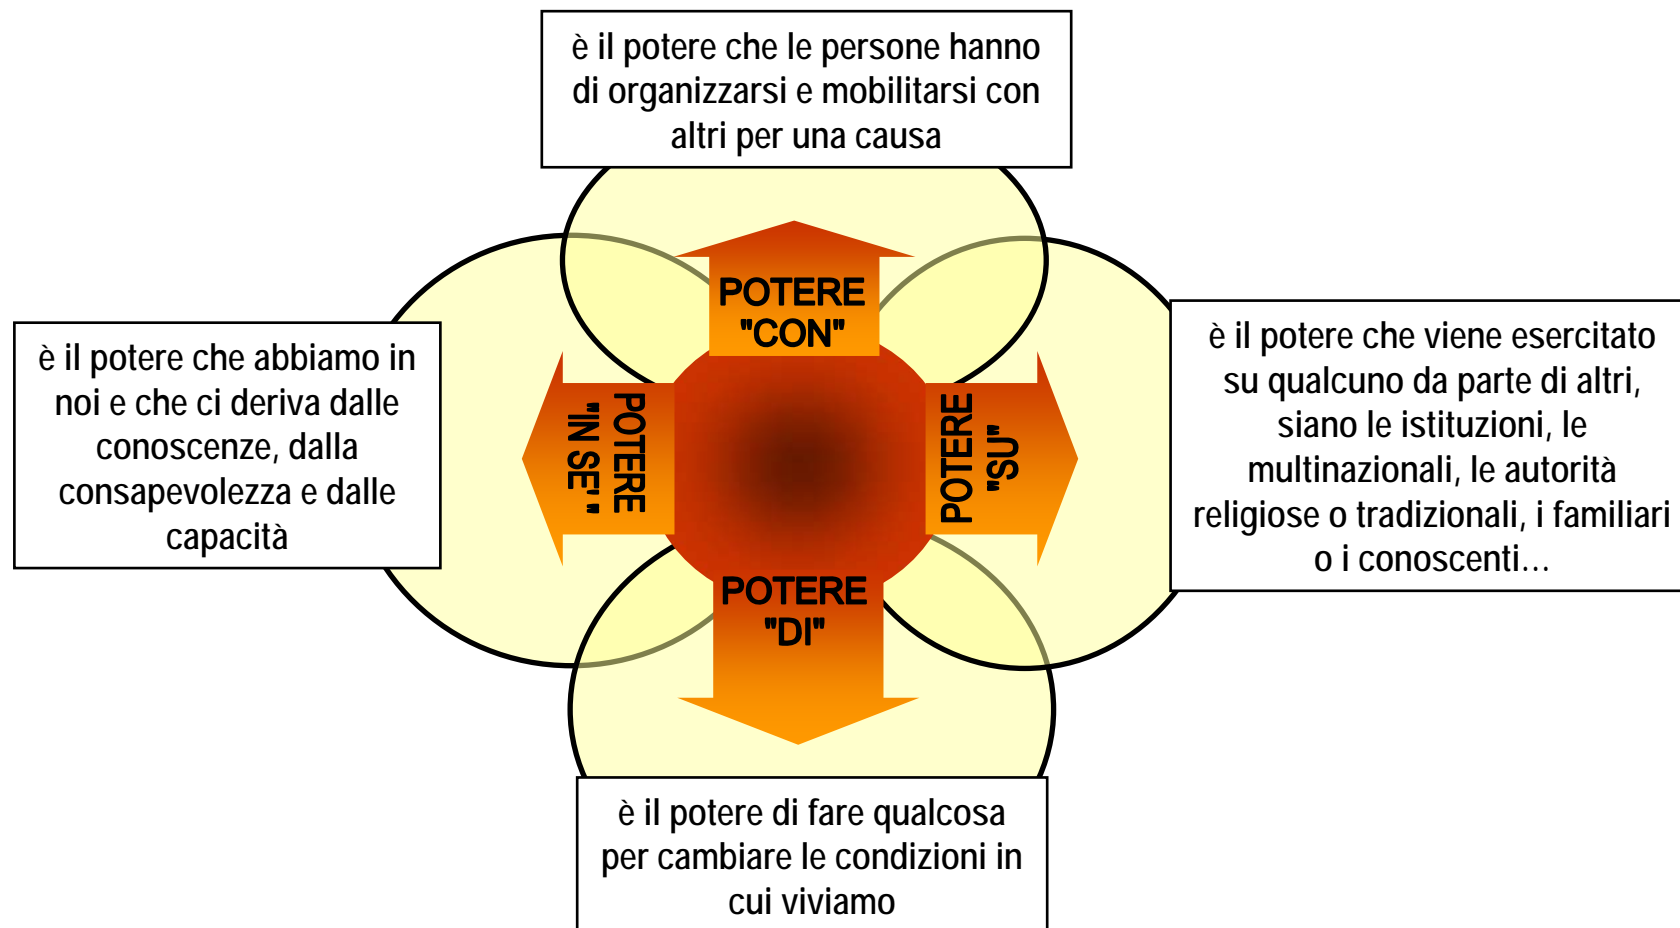 è il potere che le persone hanno
di organizzarsi e mobilitarsi con
altri per una causa
POTERE
"CON"
è il potere che abbiamo in
noi e che ci deriva dalle
conoscenze, dalla
consapevolezza e dalle
capacità
POTERE
"IN SE' "
POTERE
"SU"
è il potere che viene esercitato
su qualcuno da parte di altri,
siano le istituzioni, le
multinazionali, le autorità
religiose o tradizionali, i familiari
o i conoscenti...
POTERE
"DI"
è il potere di fare qualcosa
per cambiare le condizioni in
cui viviamo